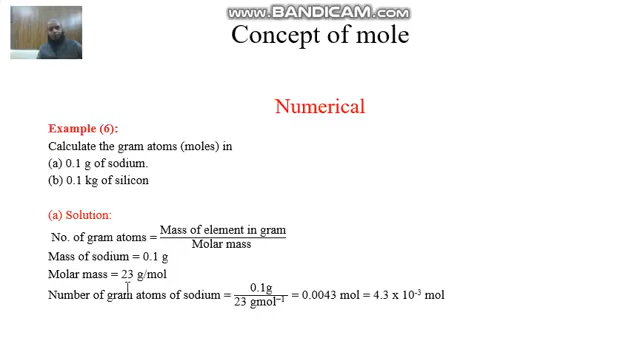 www.BANDICAM.com
Concept of mole
Numerical
Example (6):
Calculate the gram atoms (moles) in
(a) 0.1 g of sodium.
(b) 0.1 kg of silicon
(a) Solution:
No. of gram atoms = Mass of element in gram / Molar mass
Mass of sodium = 0.1 g
Molar mass = 23 g/mol
Number of gram atoms of sodium = 0.1g / 23 gmol⁻¹ = 0.0043 mol = 4.3 x 10⁻³ mol